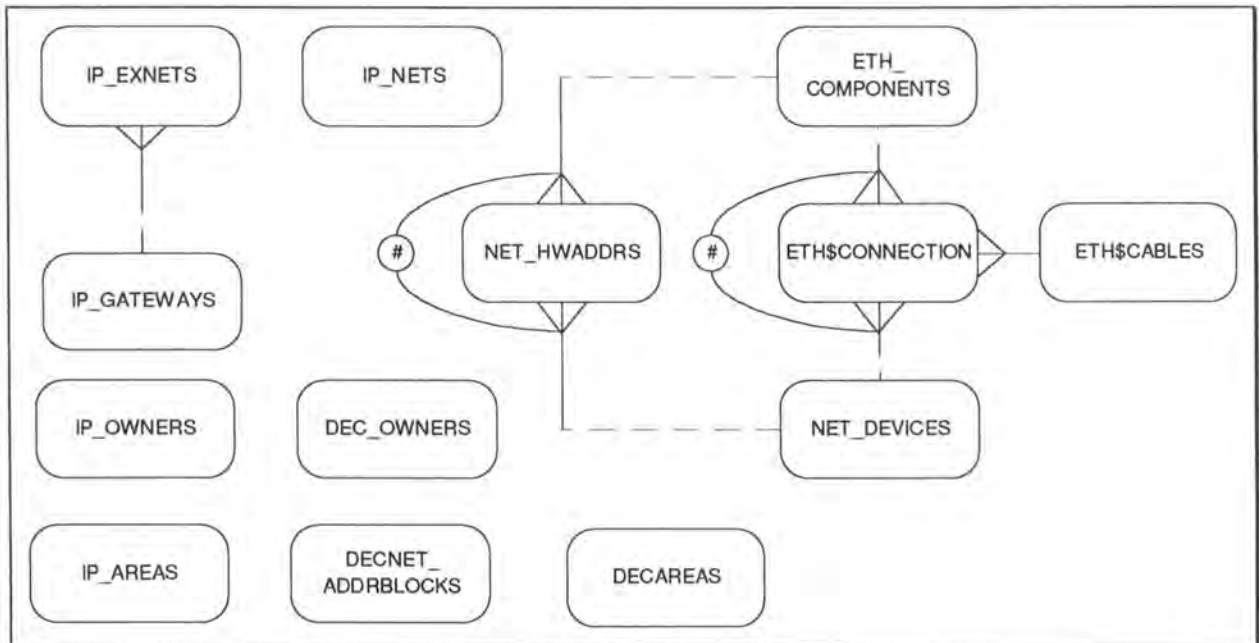 IP_EXNETS
IP_NETS
ETH_
COMPONENTS
#
NET_HWADDRS
#
ETH$CONNECTION
ETH$CABLES
IP_GATEWAYS
IP_OWNERS
DEC_OWNERS
NET_DEVICES
IP_AREAS
DECNET_
ADDRBLOCKS
DECAREAS